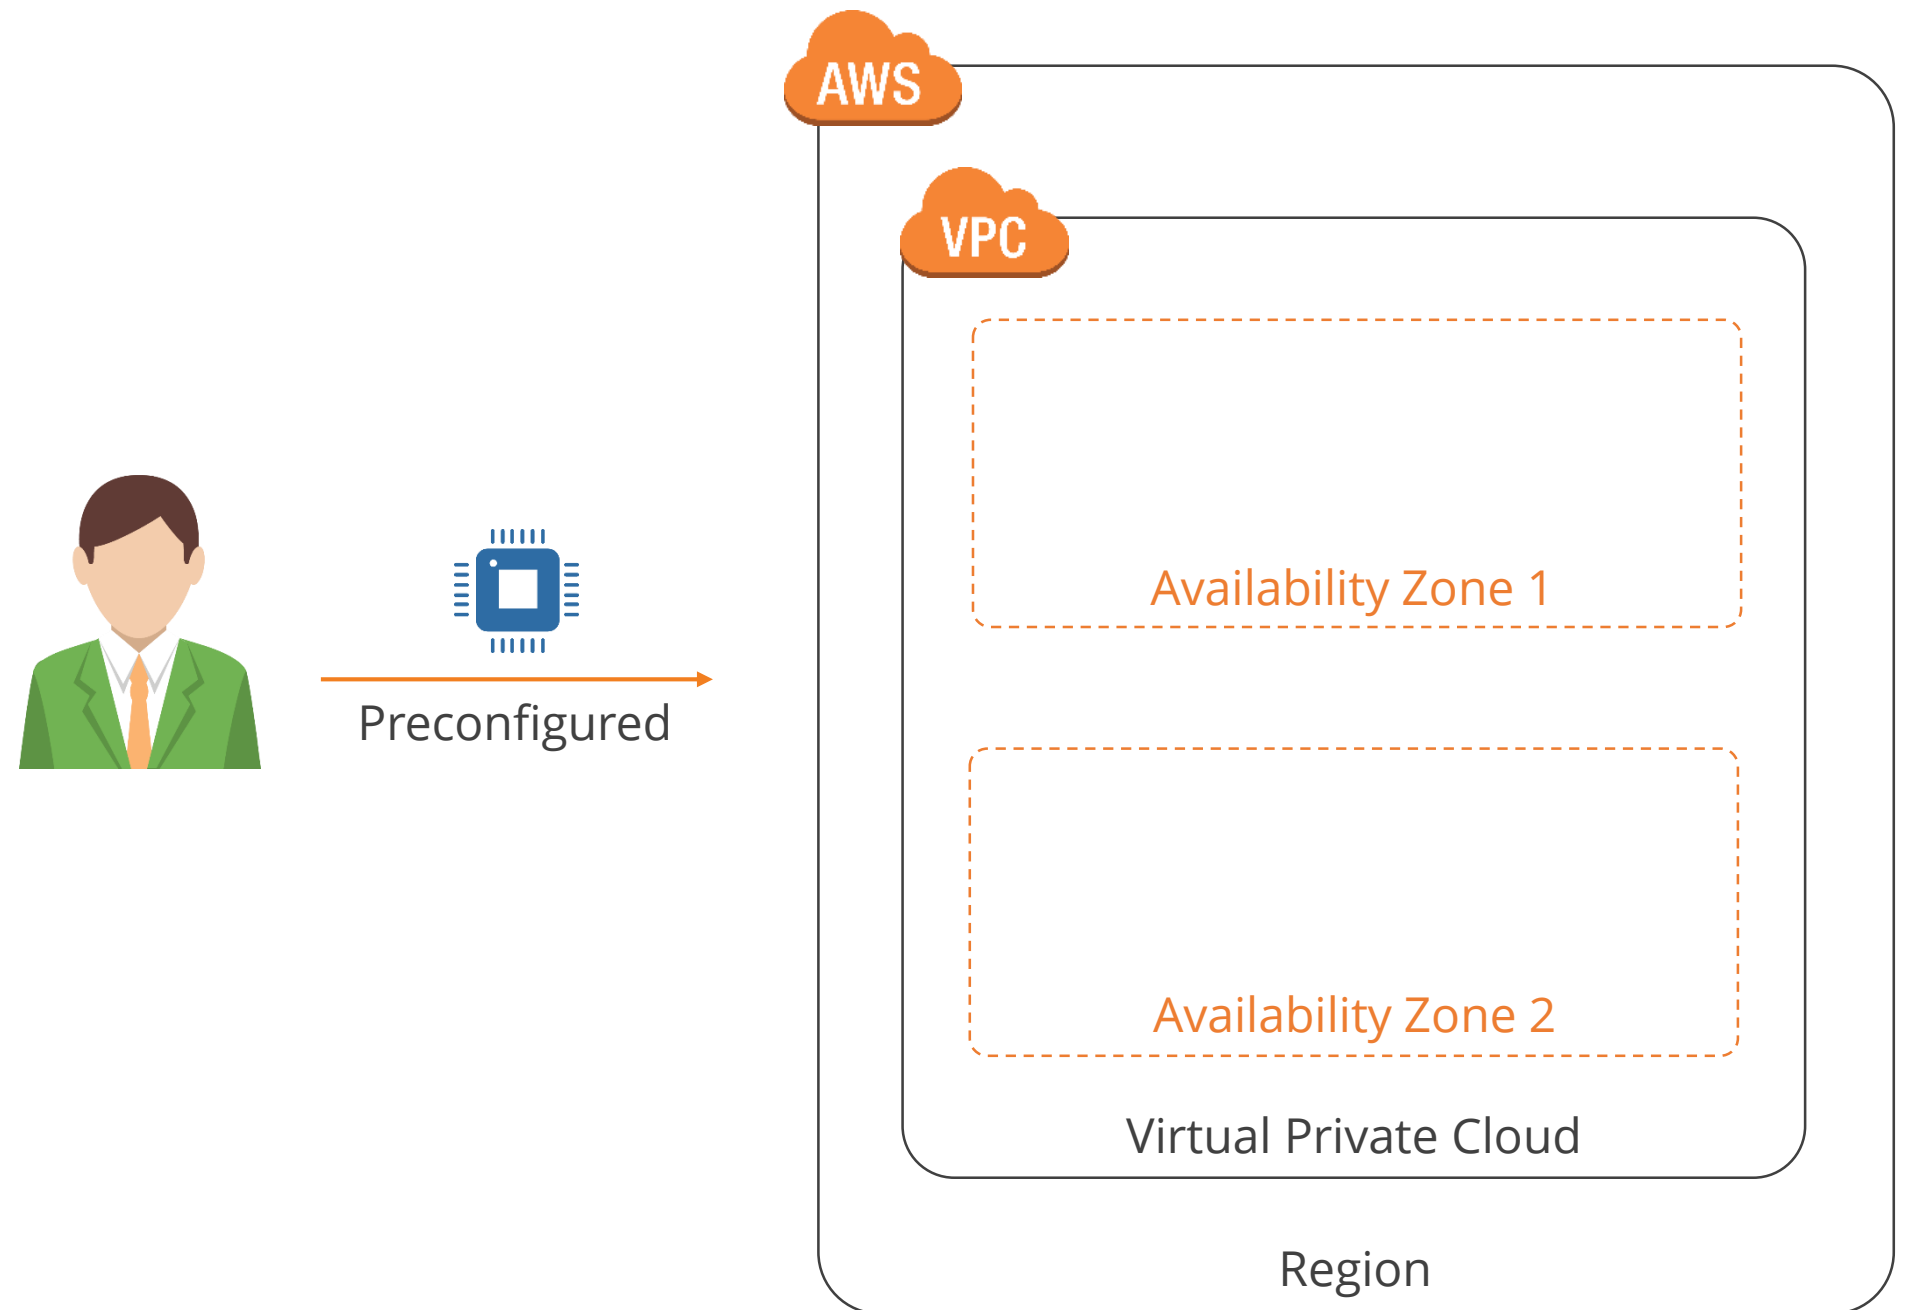 AWS
VPC
Availability Zone 1
Preconfigured
Availability Zone 2
Virtual Private Cloud
Region